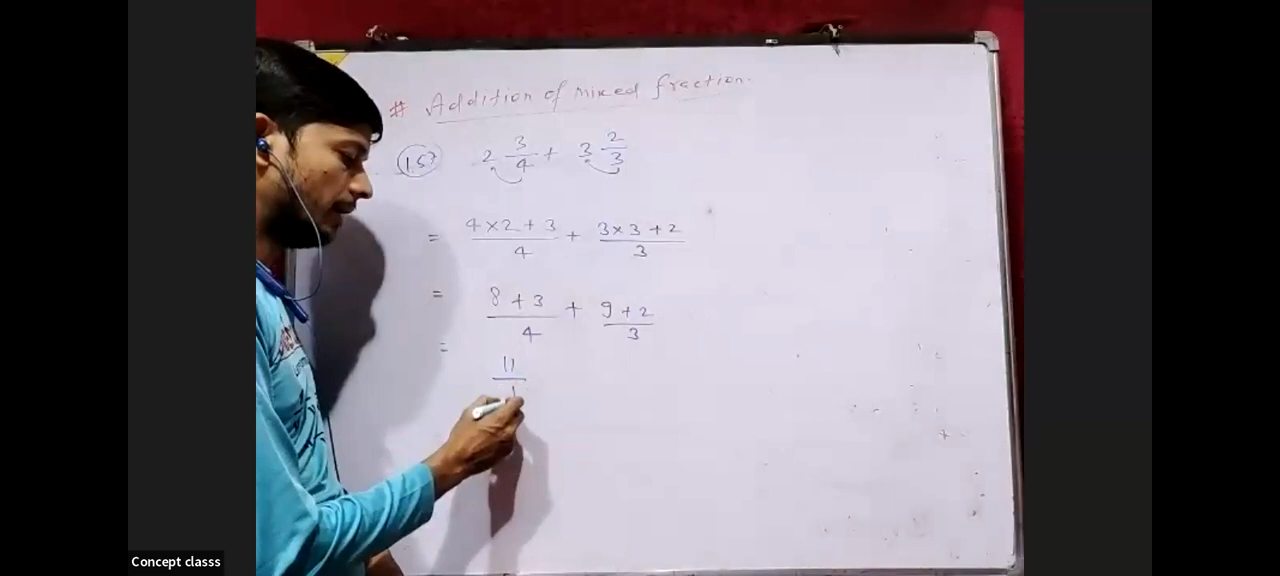 # Addition of mixed fraction.
2 3/4 + 3 2/3
= 4×2+3/4 + 3×3+2/3
= 8+3/4 + 9+2/3
= 11/
Concept classs